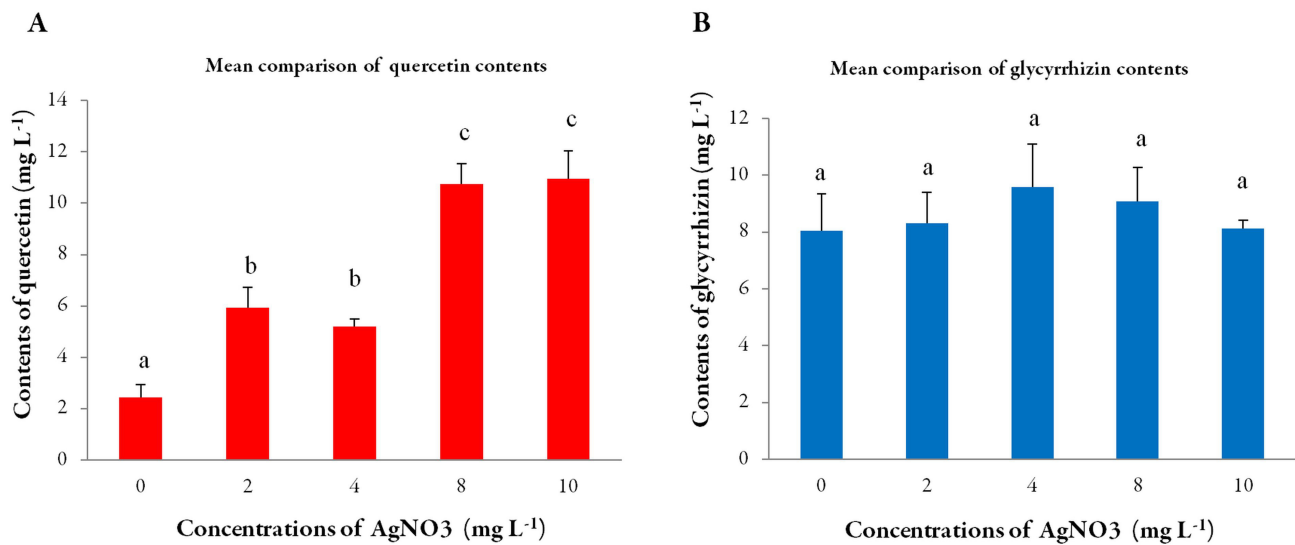 A
Mean comparison of quercetin contents
Contents of quercetin (mg L⁻¹)
14
12
10
8
6
4
2
0
a
b
b
c
c
0 2 4 8 10
Concentrations of AgNO3 (mg L⁻¹)
B
Mean comparison of glycyrrhizin contents
Contents of glycyrrhizin (mg L⁻¹)
12
10
8
6
4
2
0
a
a
a
a
a
0 2 4 8 10
Concentrations of AgNO3 (mg L⁻¹)